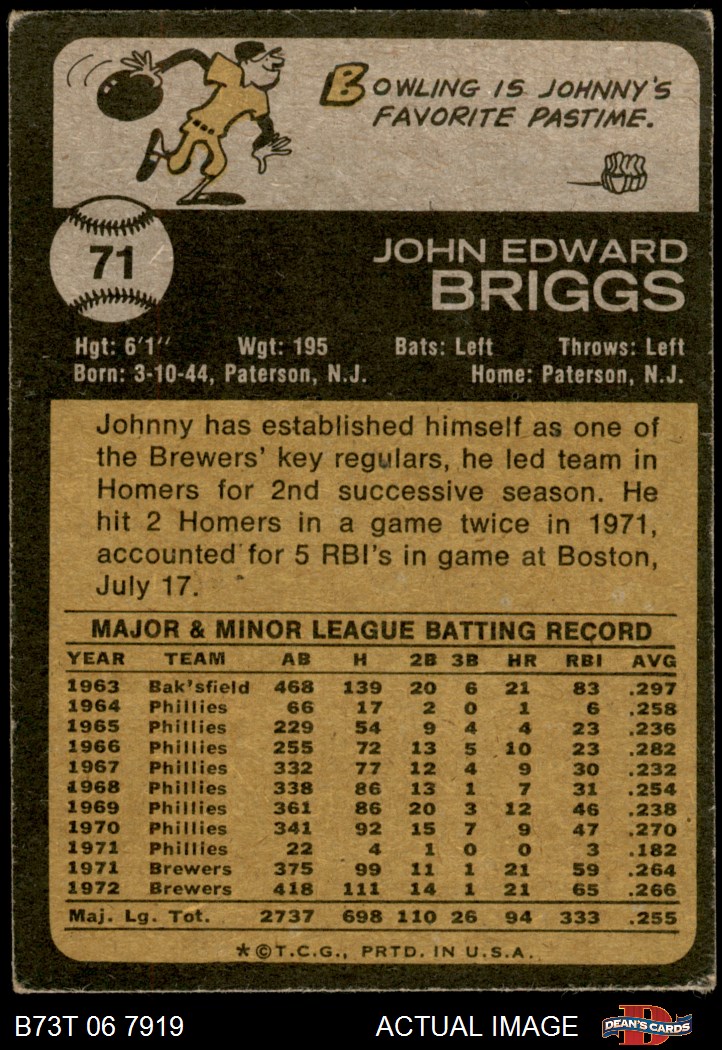 BOWLING IS JOHNNY'S
FAVORITE PASTIME.
71
JOHN EDWARD
BRIGGS
Hgt: 6'1" Wgt: 195 Bats: Left Throws: Left
Born: 3-10-44, Paterson, N.J. Home: Paterson, N.J.
Johnny has established himself as one of
the Brewers' key regulars, he led team in
Homers for 2nd successive season. He
hit 2 Homers in a game twice in 1971,
accounted for 5 RBI's in game at Boston,
July 17.
MAJOR & MINOR LEAGUE BATTING RECORD
YEAR TEAM AB H 2B 3B HR RBI AVG
1963 Bak'sfield 468 139 20 6 21 83 .297
1964 Phillies 66 17 2 0 1 6 .258
1965 Phillies 229 54 9 4 4 23 .236
1966 Phillies 255 72 13 5 10 23 .282
1967 Phillies 332 77 12 4 9 30 .232
1968 Phillies 338 86 13 1 7 31 .254
1969 Phillies 361 86 20 3 12 46 .238
1970 Phillies 341 92 15 7 9 47 .270
1971 Phillies 22 4 1 0 0 3 .182
1971 Brewers 375 99 11 1 21 59 .264
1972 Brewers 418 111 14 1 21 65 .266
Maj. Lg. Tot. 2737 698 110 26 94 333 .255
*©T.C.G., PRTD. IN U.S.A.
B73T 06 7919 ACTUAL IMAGE DEAN'S CARDS